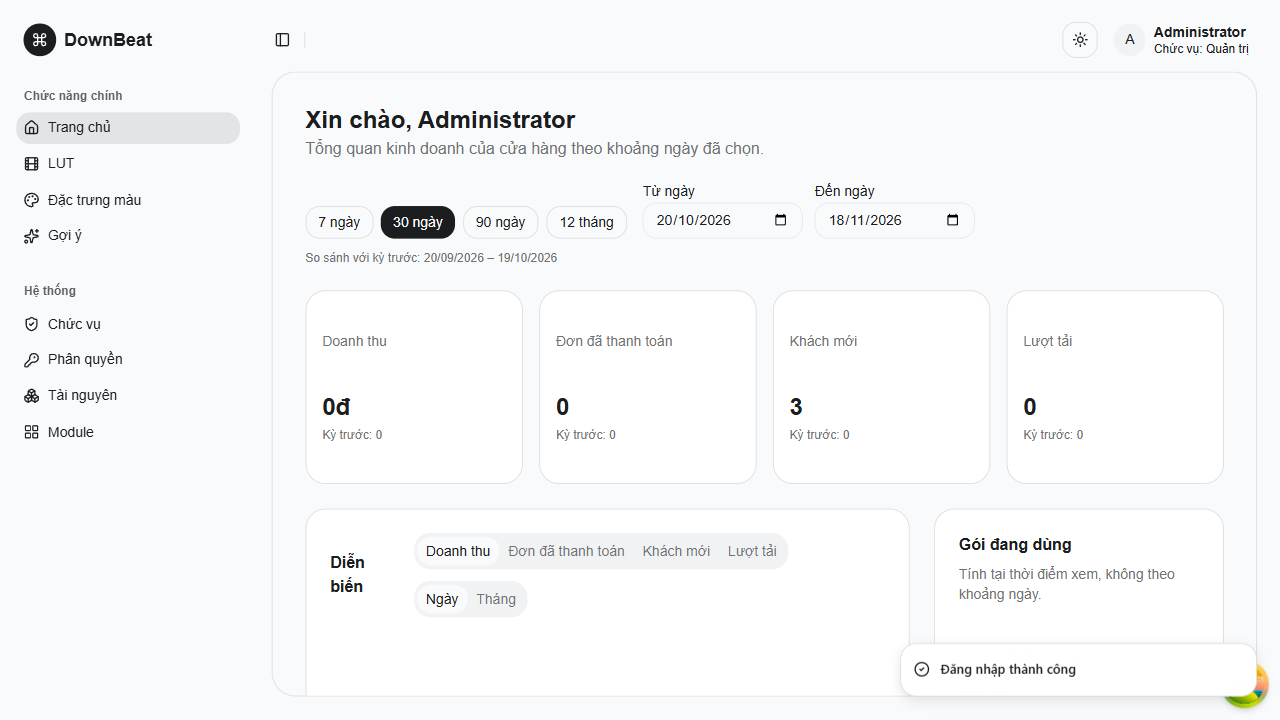 DownBeat
Administrator
A
Chức vụ: Quản trị
Chức năng chính
Trang chủ
LUT
Đặc trưng màu
Gợi ý
Hệ thống
Chức vụ
Phân quyền
Tài nguyên
Module
Xin chào, Administrator
Tổng quan kinh doanh của cửa hàng theo khoảng ngày đã chọn.
Từ ngày
Đến ngày
7 ngày
30 ngày
90 ngày
12 tháng
20/10/2026
18/11/2026
So sánh với kỳ trước: 20/09/2026 – 19/10/2026
Doanh thu
Đơn đã thanh toán
Khách mới
Lượt tải
0đ
0
3
0
Kỳ trước: 0
Kỳ trước: 0
Kỳ trước: 0
Kỳ trước: 0
Diễn
biến
Doanh thu
Đơn đã thanh toán
Khách mới
Lượt tải
Ngày
Tháng
Gói đang dùng
Tính tại thời điểm xem, không theo
khoảng ngày.
Đăng nhập thành công